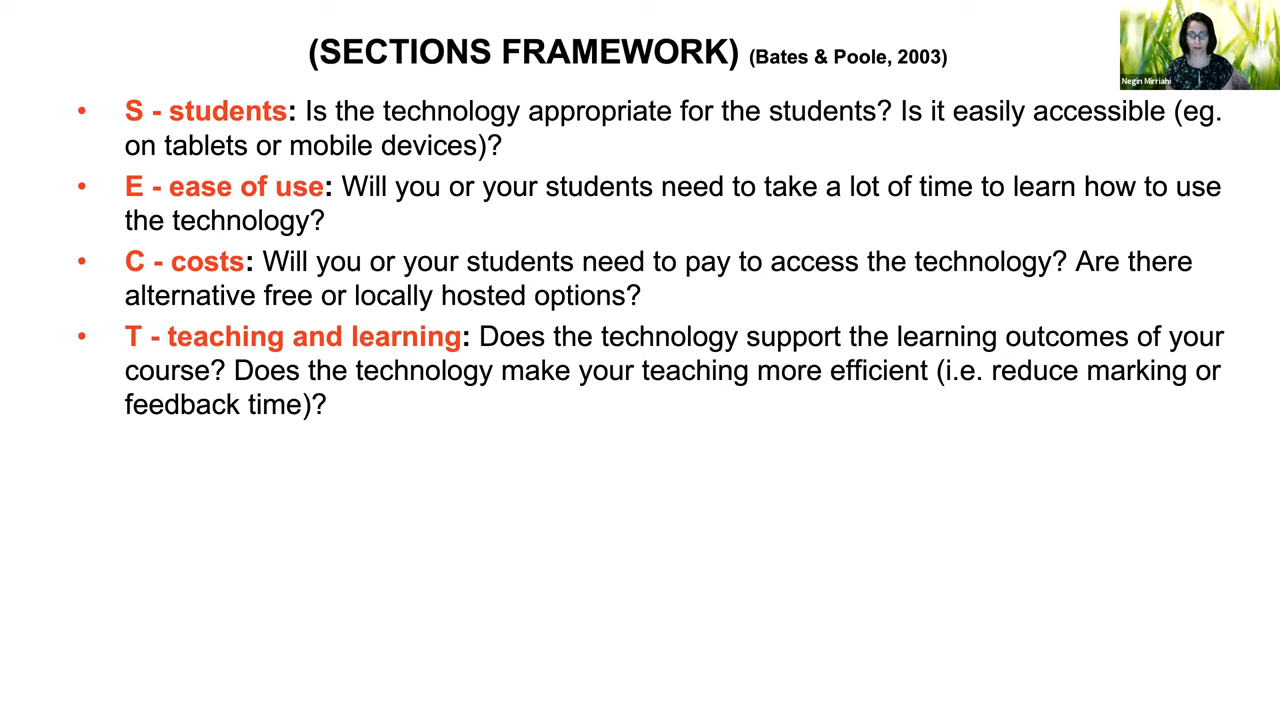 (SECTIONS FRAMEWORK) (Bates & Poole, 2003)
Negin Mirriahi
• S - students: Is the technology appropriate for the students? Is it easily accessible (eg.
on tablets or mobile devices)?
• E - ease of use: Will you or your students need to take a lot of time to learn how to use
the technology?
• C - costs: Will you or your students need to pay to access the technology? Are there
alternative free or locally hosted options?
• T - teaching and learning: Does the technology support the learning outcomes of your
course? Does the technology make your teaching more efficient (i.e. reduce marking or
feedback time)?